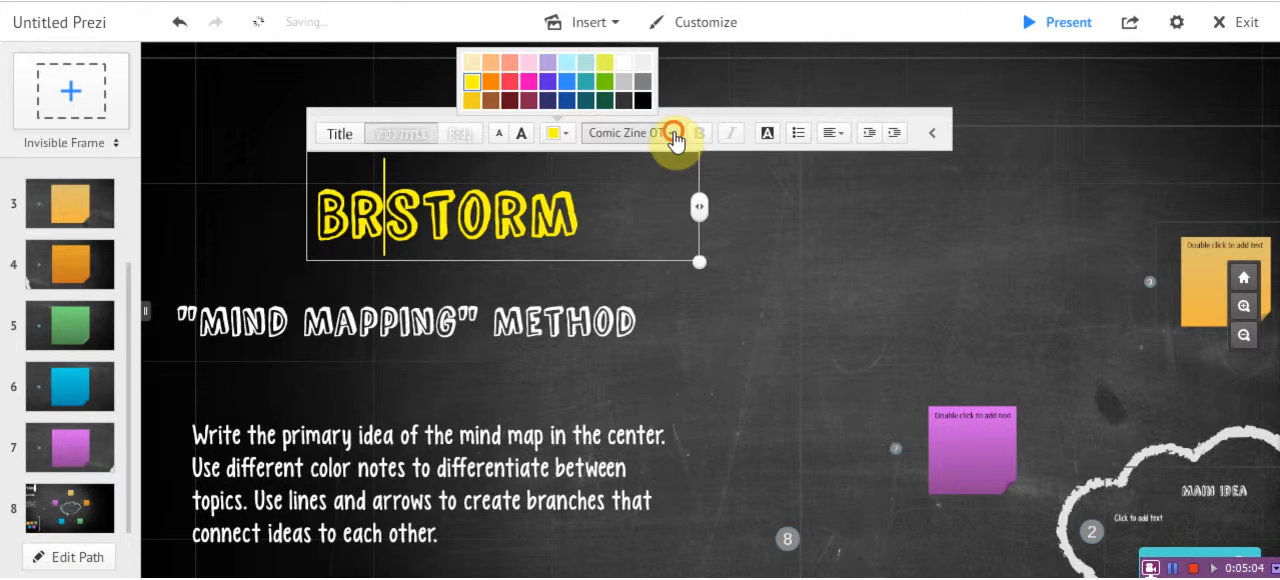 Untitled Prezi
Saving...
Insert
Customize
Present
Exit
Title
SUBTITLE
Body
A
A
Comic Zine OT
B
I
A
Invisible Frame
BRSTORM
"MIND MAPPING" METHOD
Write the primary idea of the mind map in the center.
Use different color notes to differentiate between
topics. Use lines and arrows to create branches that
connect ideas to each other.
3
4
5
6
7
8
Edit Path
Double click to add text
3
Double click to add text
7
MAIN IDEA
Click to add text
2
8
0:05:04